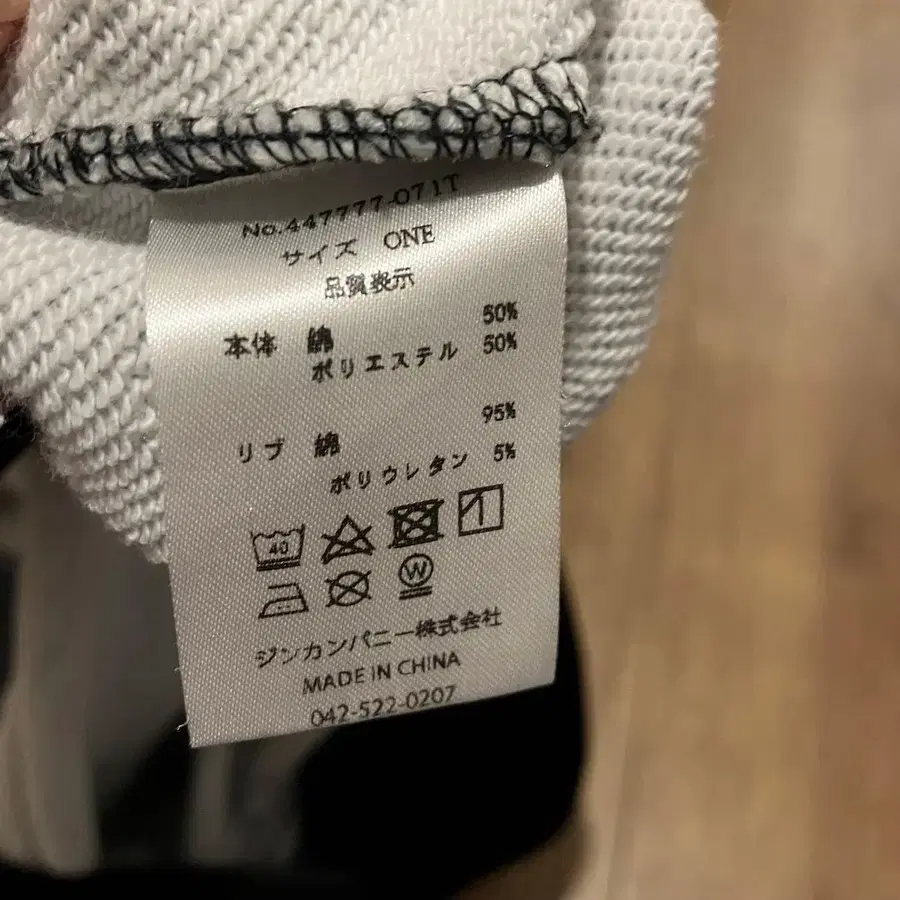 No.447777-071T
サイズ ONE
品質表示
本体 綿 50%
ポリエステル 50%
リブ 綿 95%
ポリウレタン 5%
40
W
ジンカンパニー株式会社
MADE IN CHINA
042-522-0207